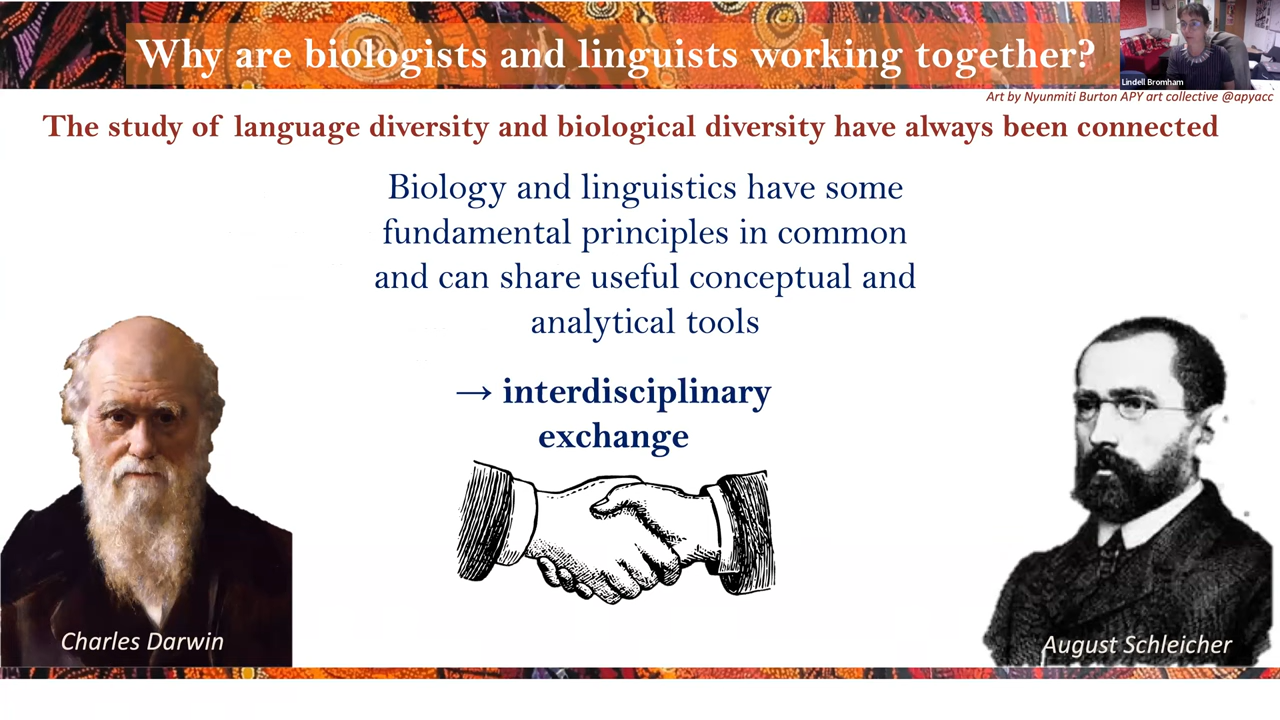 Why are biologists and linguists working together?
Lindell Bromham
Art by Nyunmiti Burton APY art collective @apyacc
The study of language diversity and biological diversity have always been connected
Biology and linguistics have some
fundamental principles in common
and can share useful conceptual and
analytical tools
→ interdisciplinary
exchange
Charles Darwin
August Schleicher